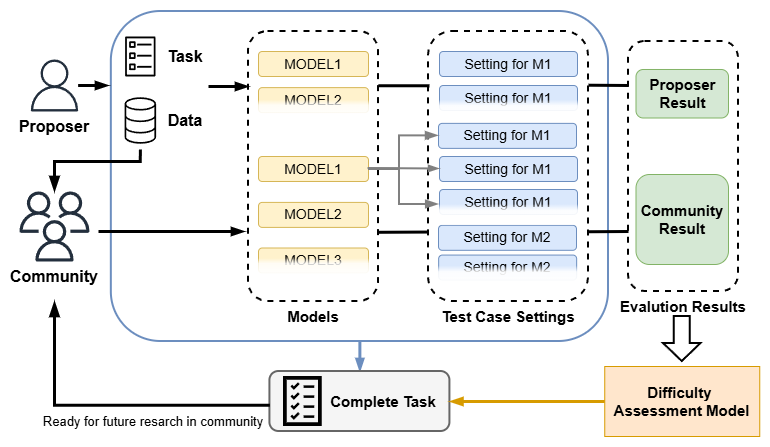 Task
Data
Proposer
Community
MODEL1
MODEL2
MODEL1
MODEL2
MODEL3
Models
Setting for M1
Setting for M1
Setting for M1
Setting for M1
Setting for M1
Setting for M2
Setting for M2
Test Case Settings
Proposer
Result
Community
Result
Evalution Results
Difficulty
Assessment Model
Complete Task
Ready for future resarch in community